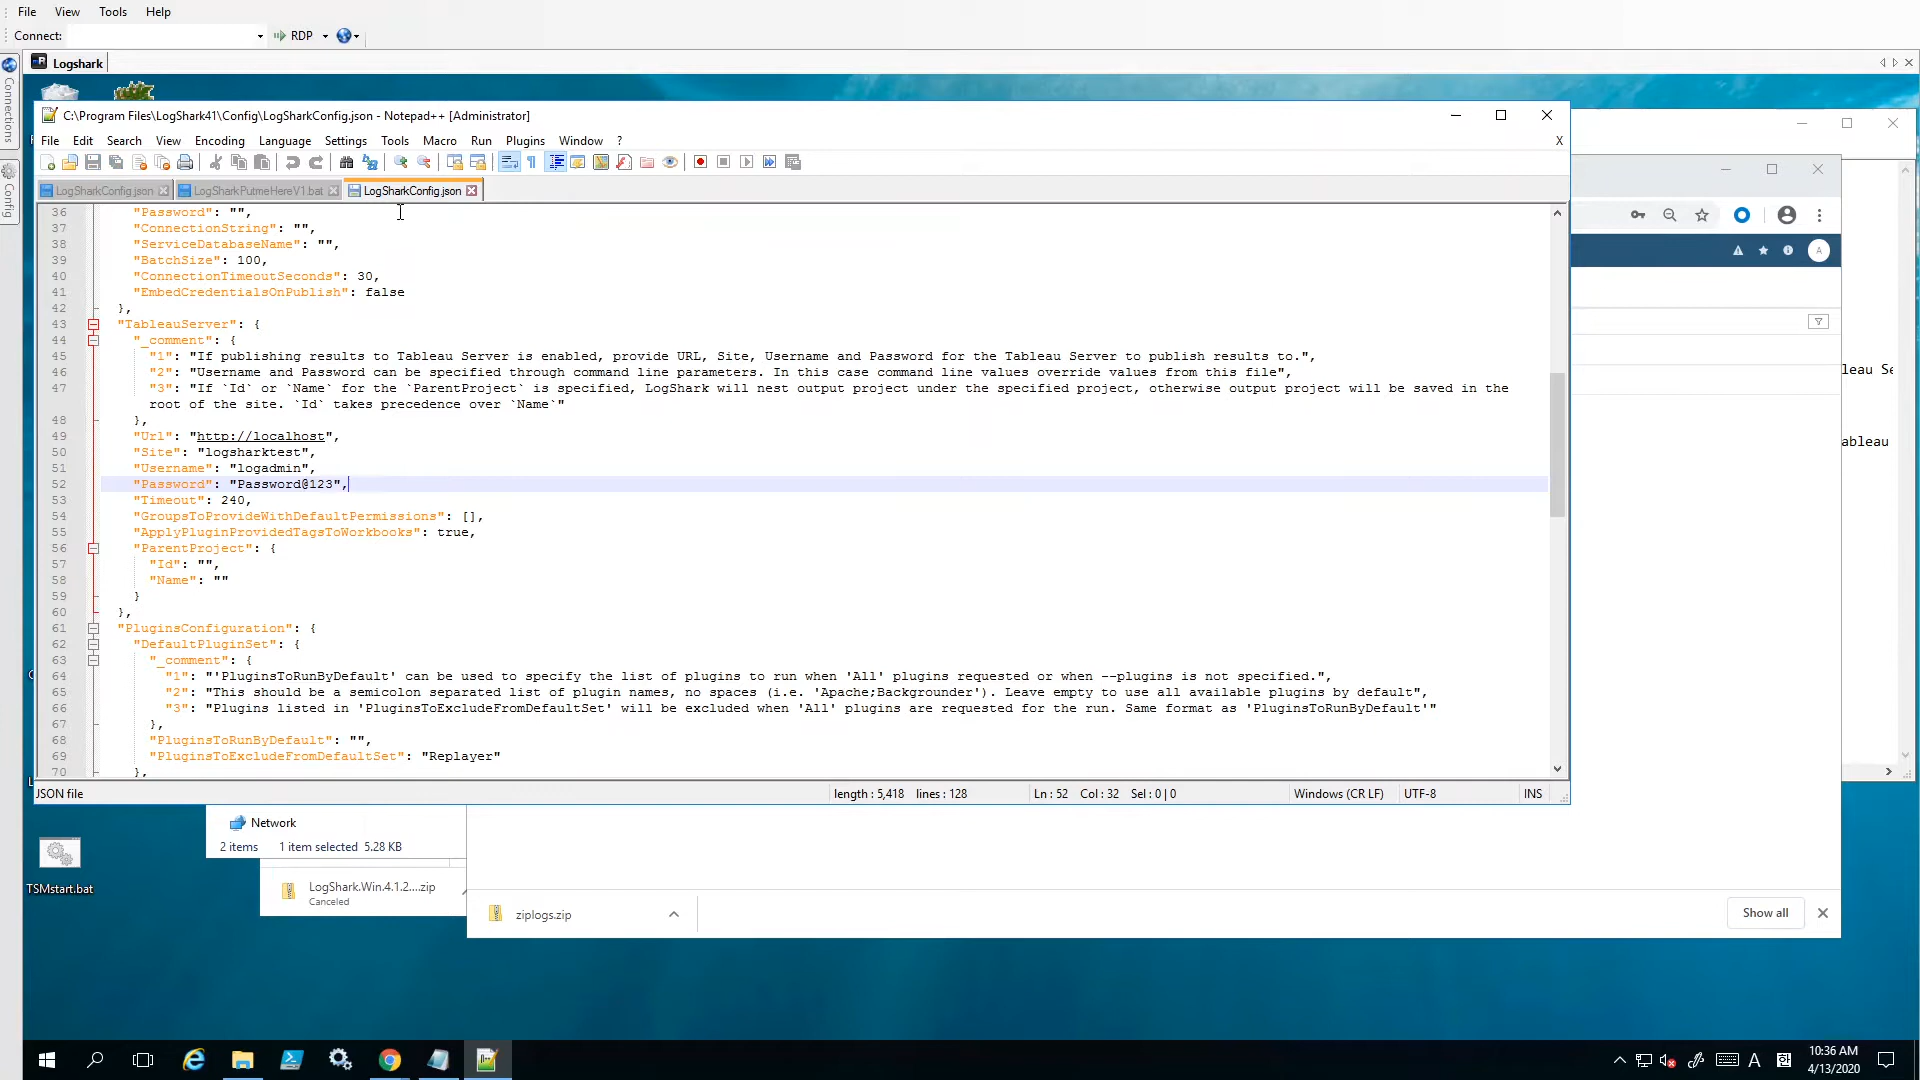 File View Tools Help
Connect: RDP
Logshark
Connections
Config
C:\Program Files\LogShark41\Config\LogSharkConfig.json - Notepad++ [Administrator]
File Edit Search View Encoding Language Settings Tools Macro Run Plugins Window ? X
LogSharkConfig.json LogSharkPutmeHereV1.bat LogSharkConfig.json
36 "Password": "",
37 "ConnectionString": "",
38 "ServiceDatabaseName": "",
39 "BatchSize": 100,
40 "ConnectionTimeoutSeconds": 30,
41 "EmbedCredentialsOnPublish": false
42 },
43 "TableauServer": {
44 "_comment": {
45 "1": "If publishing results to Tableau Server is enabled, provide URL, Site, Username and Password for the Tableau Server to publish results to.",
46 "2": "Username and Password can be specified through command line parameters. In this case command line values override values from this file",
47 "3": "If `Id` or `Name` for the `ParentProject` is specified, LogShark will nest output project under the specified project, otherwise output project will be saved in the
root of the site. `Id` takes precedence over `Name`"
48 },
49 "Url": "http://localhost",
50 "Site": "logsharktest",
51 "Username": "logadmin",
52 "Password": "Password@123",
53 "Timeout": 240,
54 "GroupsToProvideWithDefaultPermissions": [],
55 "ApplyPluginProvidedTagsToWorkbooks": true,
56 "ParentProject": {
57 "Id": "",
58 "Name": ""
59 }
60 },
61 "PluginsConfiguration": {
62 "DefaultPluginSet": {
63 "_comment": {
64 "1": "'PluginsToRunByDefault' can be used to specify the list of plugins to run when 'All' plugins requested or when --plugins is not specified.",
65 "2": "This should be a semicolon separated list of plugin names, no spaces (i.e. 'Apache;Backgrounder'). Leave empty to use all available plugins by default",
66 "3": "Plugins listed in 'PluginsToExcludeFromDefaultSet' will be excluded when 'All' plugins are requested for the run. Same format as 'PluginsToRunByDefault'"
67 },
68 "PluginsToRunByDefault": "",
69 "PluginsToExcludeFromDefaultSet": "Replayer"
70 },
JSON file length : 5,418 lines : 128 Ln : 52 Col : 32 Sel : 0 | 0 Windows (CR LF) UTF-8 INS
A
leau Se
ableau
Network
2 items 1 item selected 5.28 KB
LogShark.Win.4.1.2....zip
Canceled
ziplogs.zip
Show all
TSMstart.bat
A 한
10:36 AM
4/13/2020